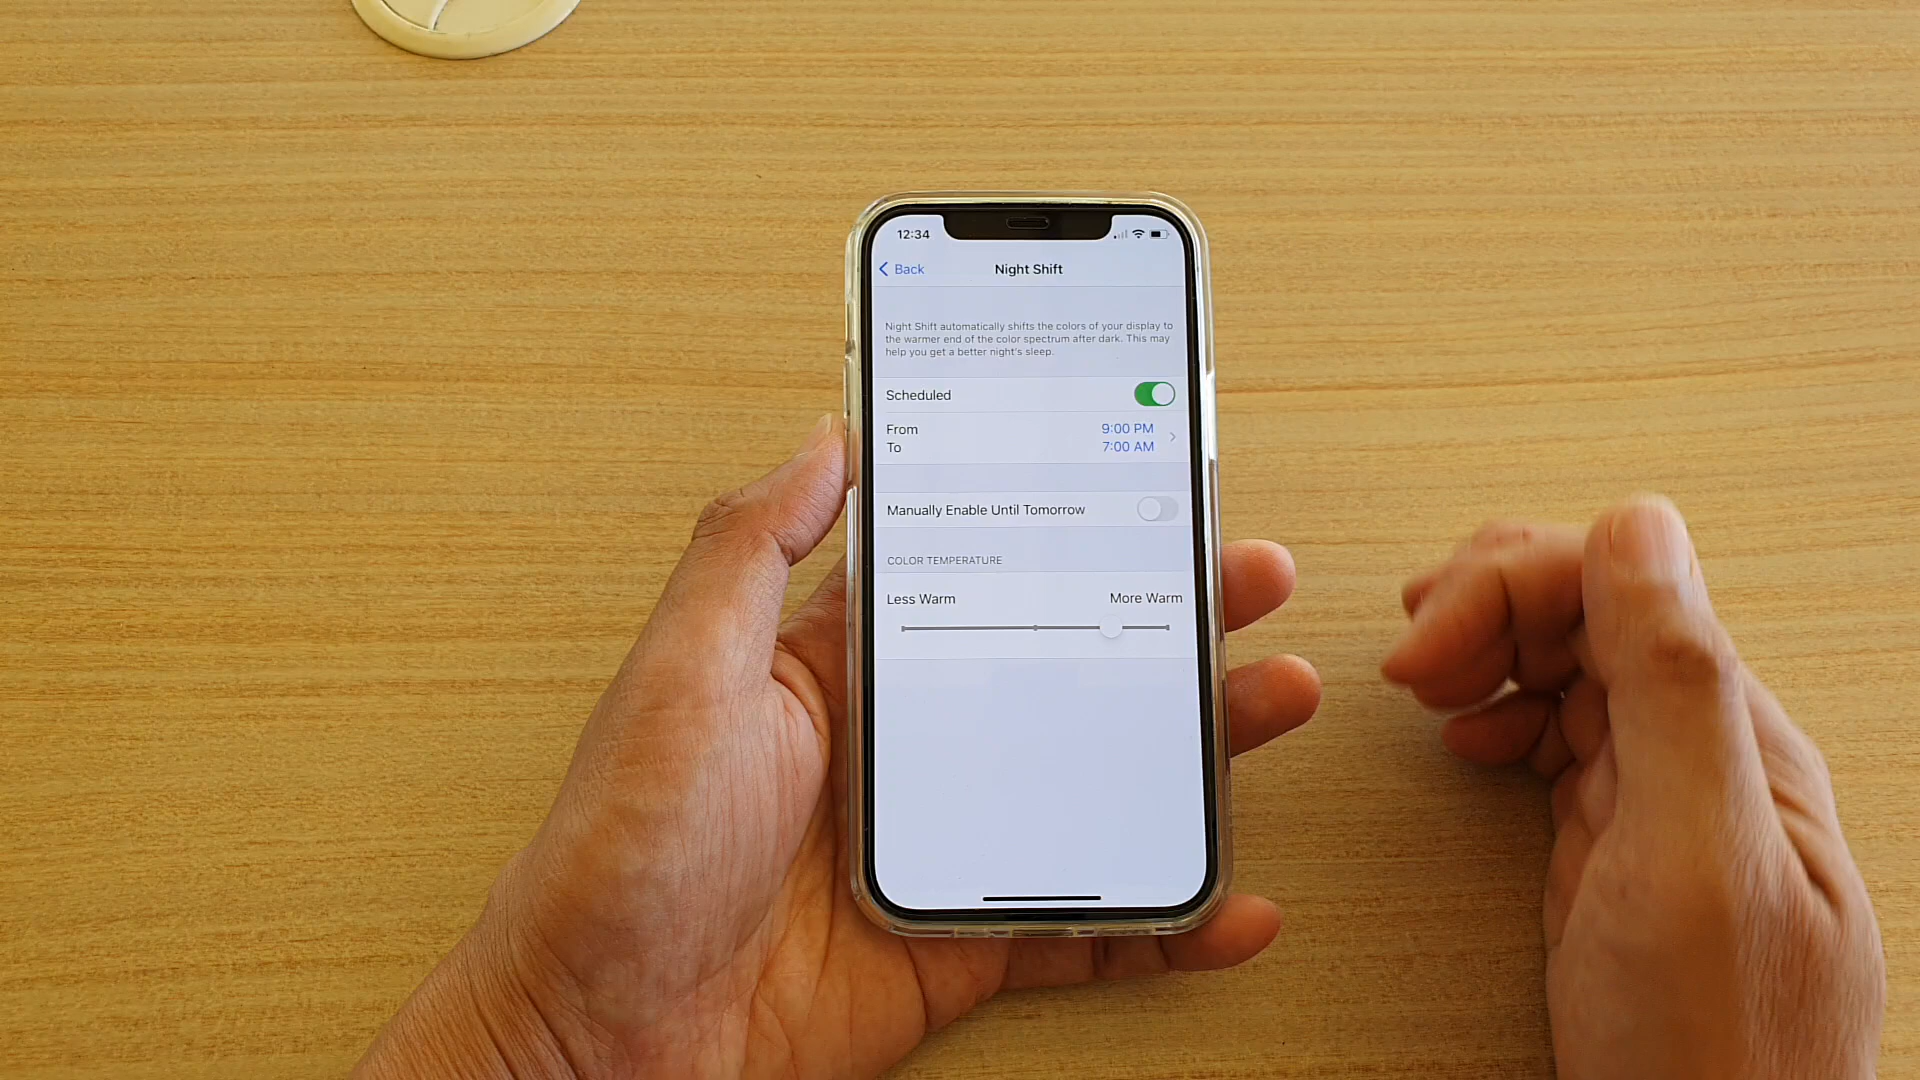 12:34
Back
Night Shift
Night Shift automatically shifts the colors of your display to
the warmer end of the color spectrum after dark. This may
help you get a better night's sleep.
Scheduled
From 9:00 PM
To 7:00 AM
Manually Enable Until Tomorrow
COLOR TEMPERATURE
Less Warm More Warm